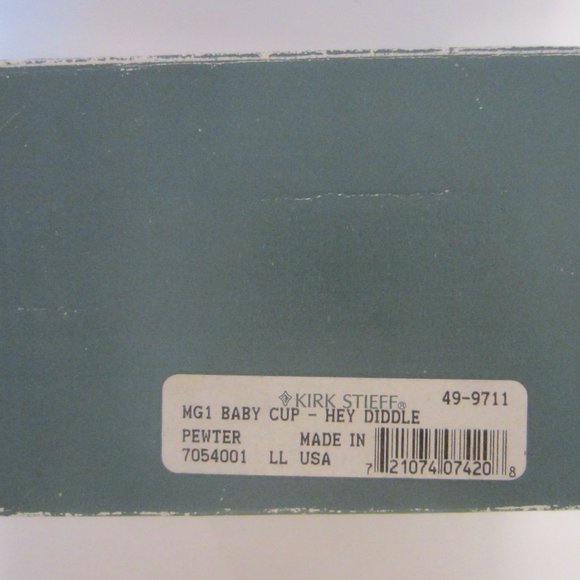 KIRK STIEFF® 49-9711
MG1 BABY CUP - HEY DIDDLE
PEWTER MADE IN
7054001 LL USA
7 21074 07420 8